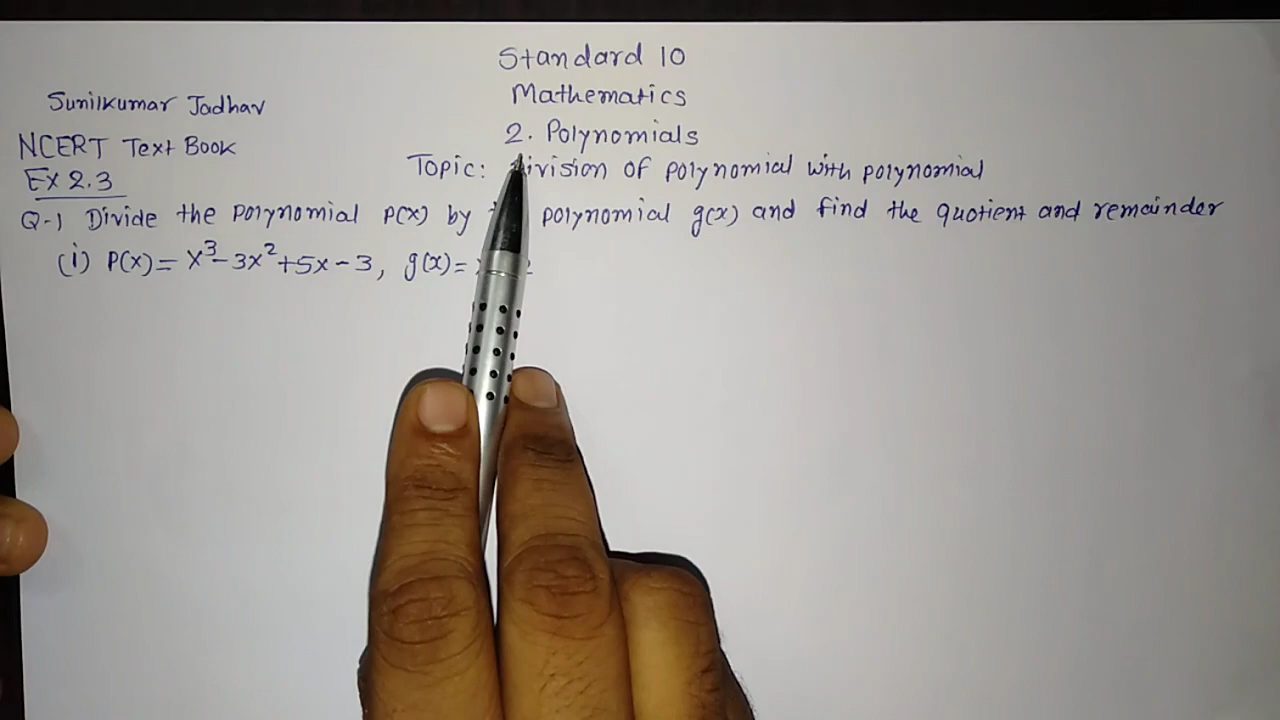 Standard 10
Mathematics
Sunilkumar Jadhav
2. Polynomials
NCERT Text Book
Topic: Division of polynomial with polynomial
Ex 2.3
Q-1 Divide the polynomial P(x) by polynomial g(x) and find the quotient and remainder
(i) P(x) = x³-3x²+5x-3, g(x)=